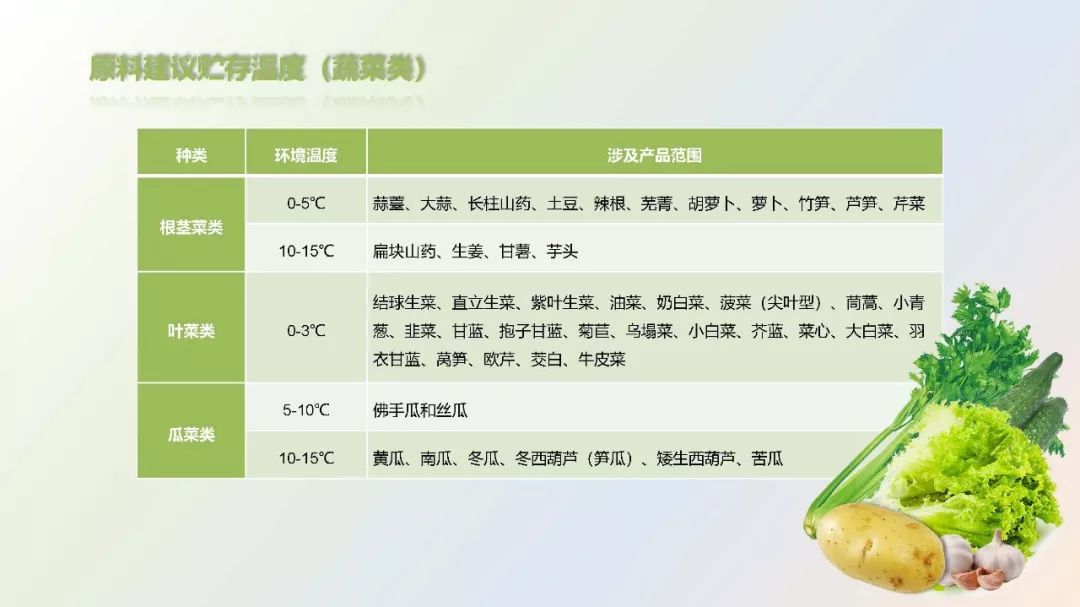 原料建议贮存温度（蔬菜类）
种类 环境温度 涉及产品范围
根茎菜类
0-5℃ 蒜薹、大蒜、长柱山药、土豆、辣根、芜菁、胡萝卜、萝卜、竹笋、芦笋、芹菜
10-15℃ 扁块山药、生姜、甘薯、芋头
叶菜类
0-3℃
结球生菜、直立生菜、紫叶生菜、油菜、奶白菜、菠菜（尖叶型）、茼蒿、小青
葱、韭菜、甘蓝、抱子甘蓝、菊苣、乌塌菜、小白菜、芥蓝、菜心、大白菜、羽
衣甘蓝、莴笋、欧芹、茭白、牛皮菜
瓜菜类
5-10℃ 佛手瓜和丝瓜
10-15℃ 黄瓜、南瓜、冬瓜、冬西葫芦（笋瓜）、矮生西葫芦、苦瓜